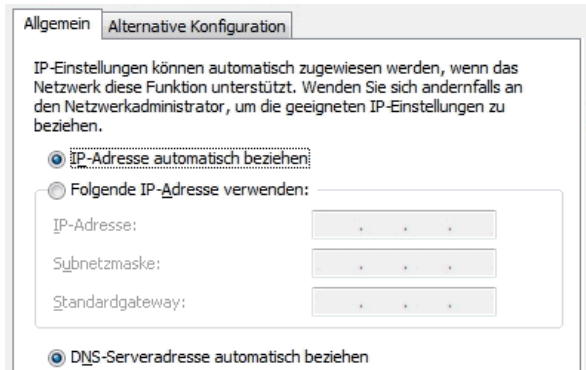 Allgemein Alternative Konfiguration
IP-Einstellungen können automatisch zugewiesen werden, wenn das
Netzwerk diese Funktion unterstützt. Wenden Sie sich andernfalls an
den Netzwerkadministrator, um die geeigneten IP-Einstellungen zu
beziehen.
IP-Adresse automatisch beziehen
Folgende IP-Adresse verwenden:
IP-Adresse:
Subnetzmaske:
Standardgateway:
DNS-Serveradresse automatisch beziehen